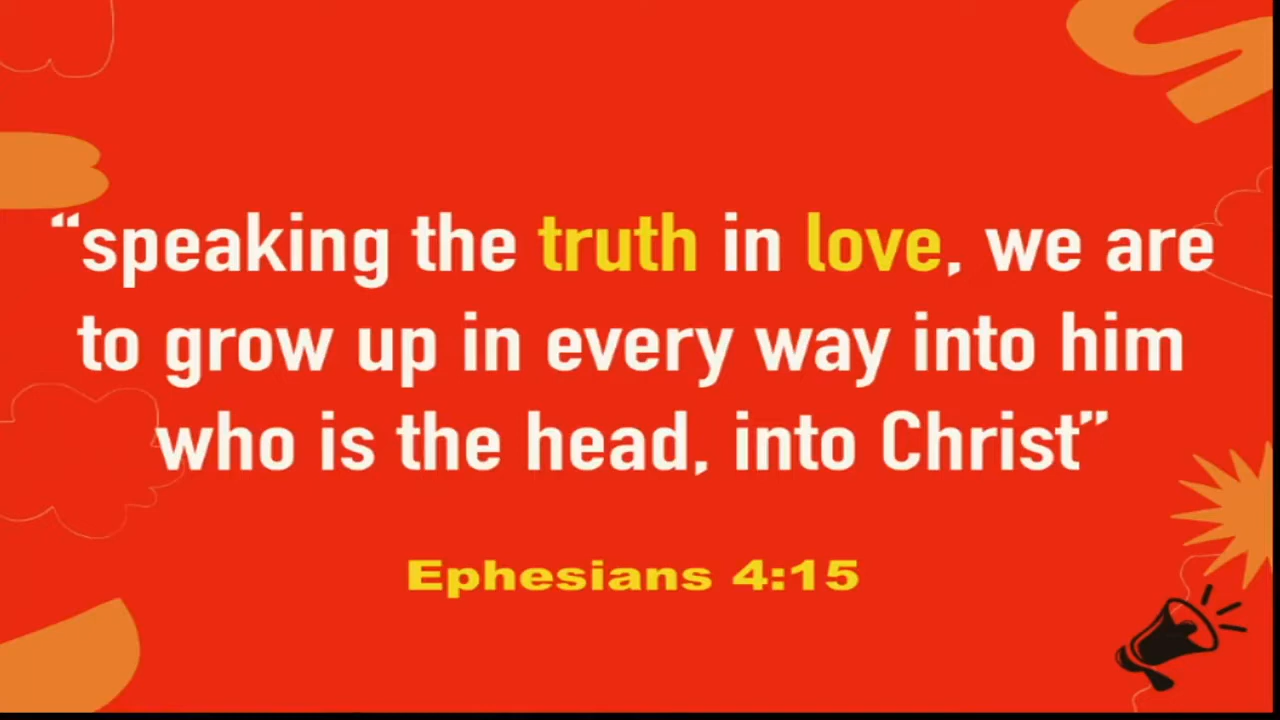 “speaking the truth in love, we are
to grow up in every way into him
who is the head, into Christ”
Ephesians 4:15